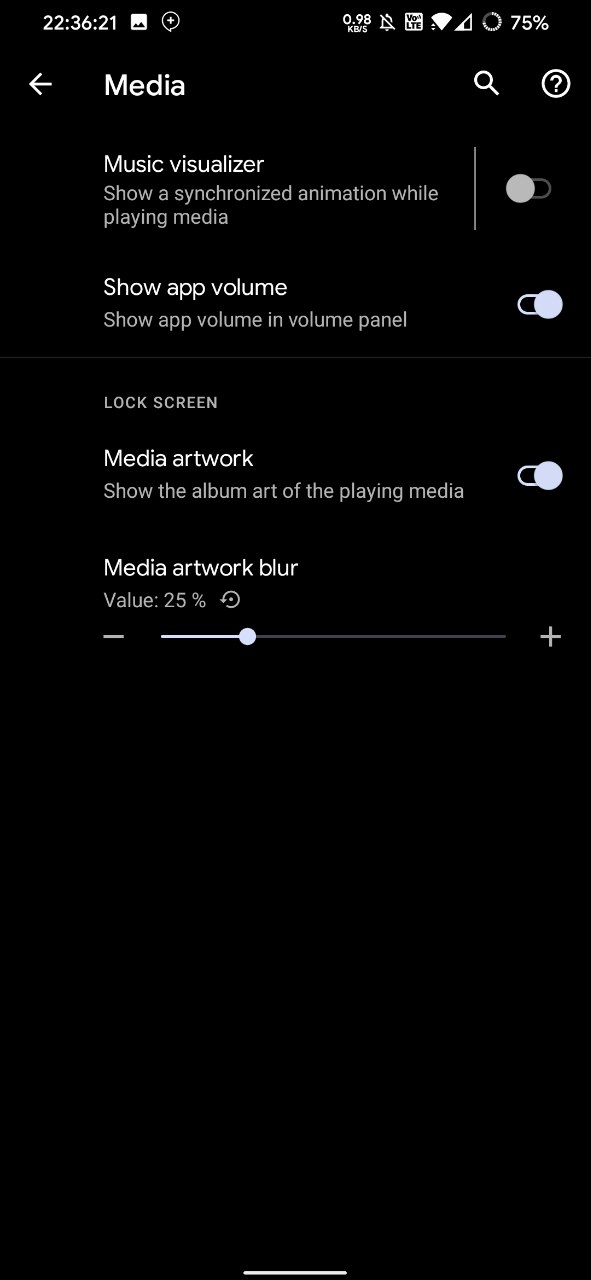 22:36:21 0.98 KB/S Vo LTE 75%
Media
Music visualizer
Show a synchronized animation while
playing media
Show app volume
Show app volume in volume panel
LOCK SCREEN
Media artwork
Show the album art of the playing media
Media artwork blur
Value: 25 %